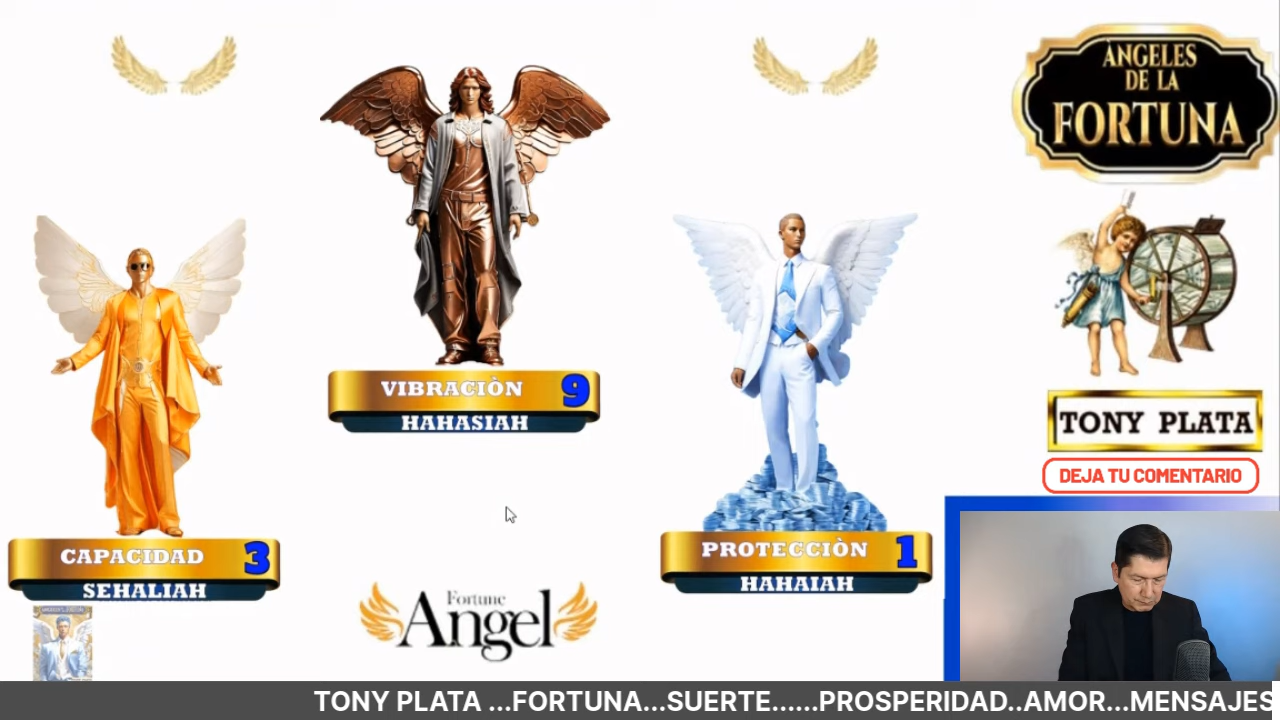 ÀNGELES
DE LA
FORTUNA
VIBRACIÒN 9
HAHASIAH
TONY PLATA
DEJA TU COMENTARIO
CAPACIDAD 3
SEHALIAH
PROTECCIÒN 1
HAHAIAH
Fortune
Angel
TONY PLATA ...FORTUNA...SUERTE......PROSPERIDAD..AMOR...MENSAJES